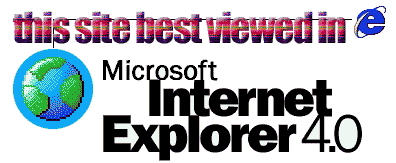 this site best viewed in
Microsoft
Internet
Explorer 4.0